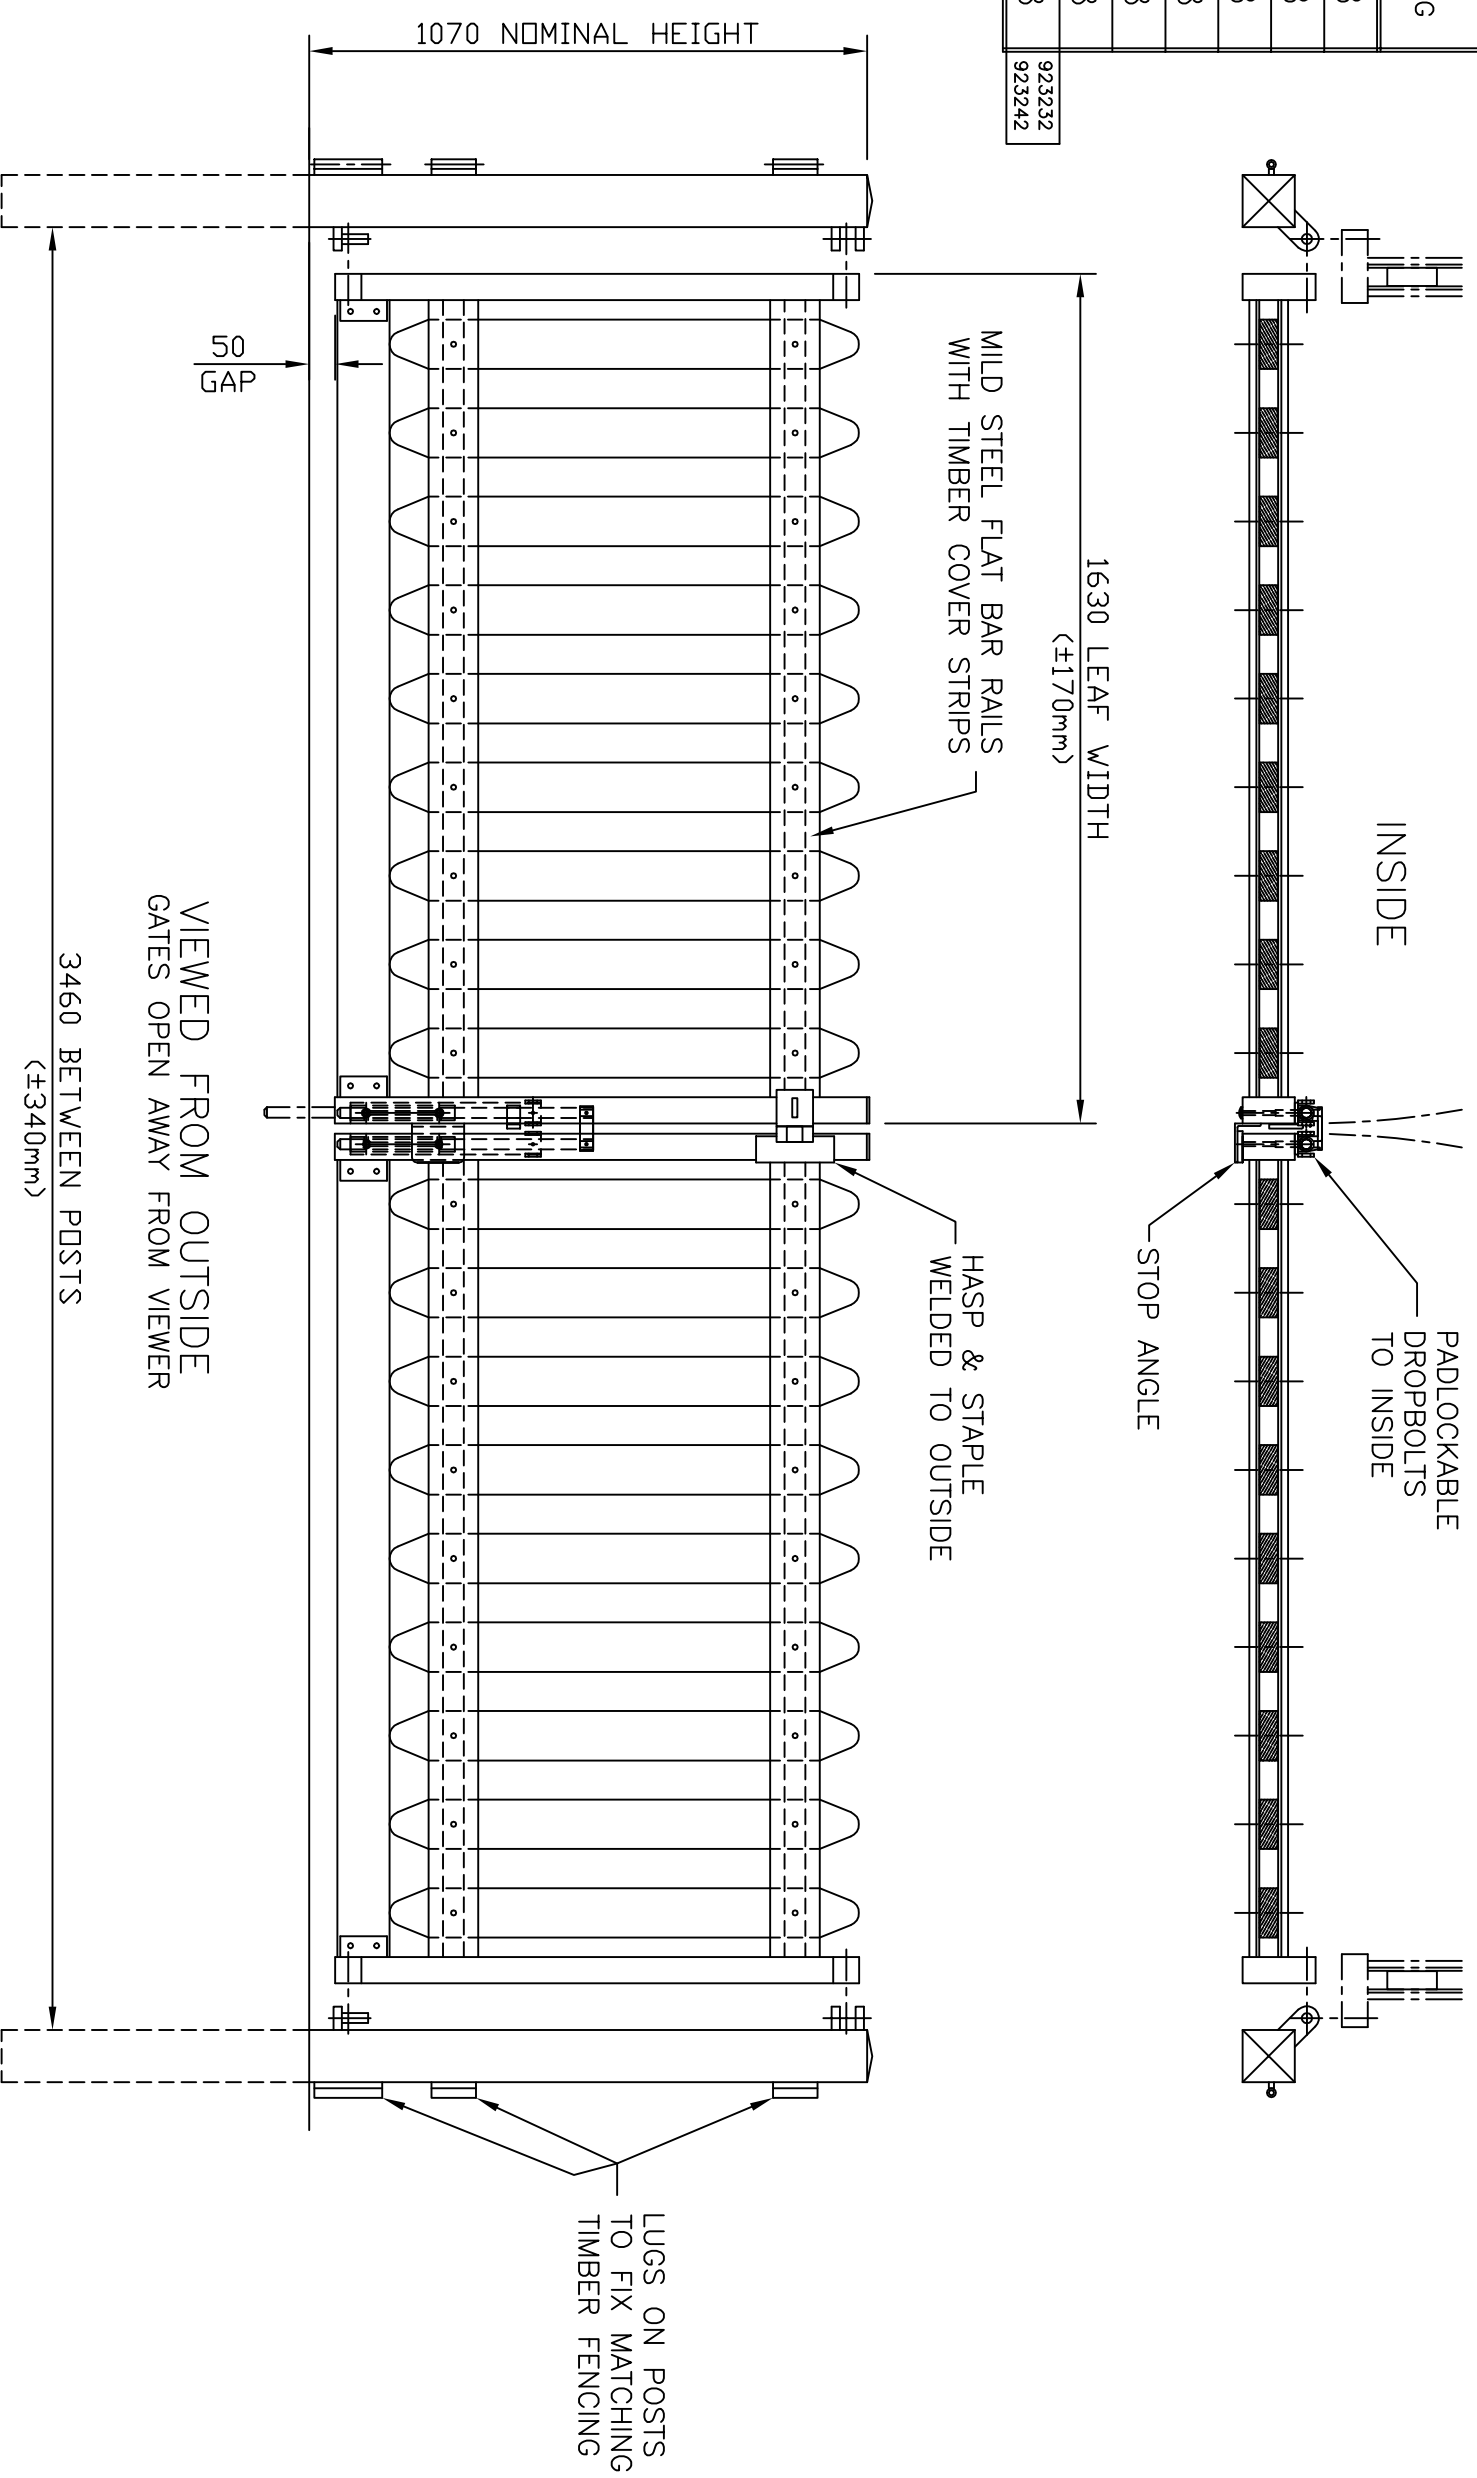 923232
923242
INSIDE
PADLOCKABLE
DROPBOLTS
TO INSIDE
STOP ANGLE
1630 LEAF WIDTH
(±170mm)
MILD STEEL FLAT BAR RAILS
WITH TIMBER COVER STRIPS
HASP & STAPLE
WELDED TO OUTSIDE
1070 NOMINAL HEIGHT
LUGS ON POSTS
TO FIX MATCHING
TIMBER FENCING
50
GAP
VIEWED FROM OUTSIDE
GATES OPEN AWAY FROM VIEWER
3460 BETWEEN POSTS
(±340mm)